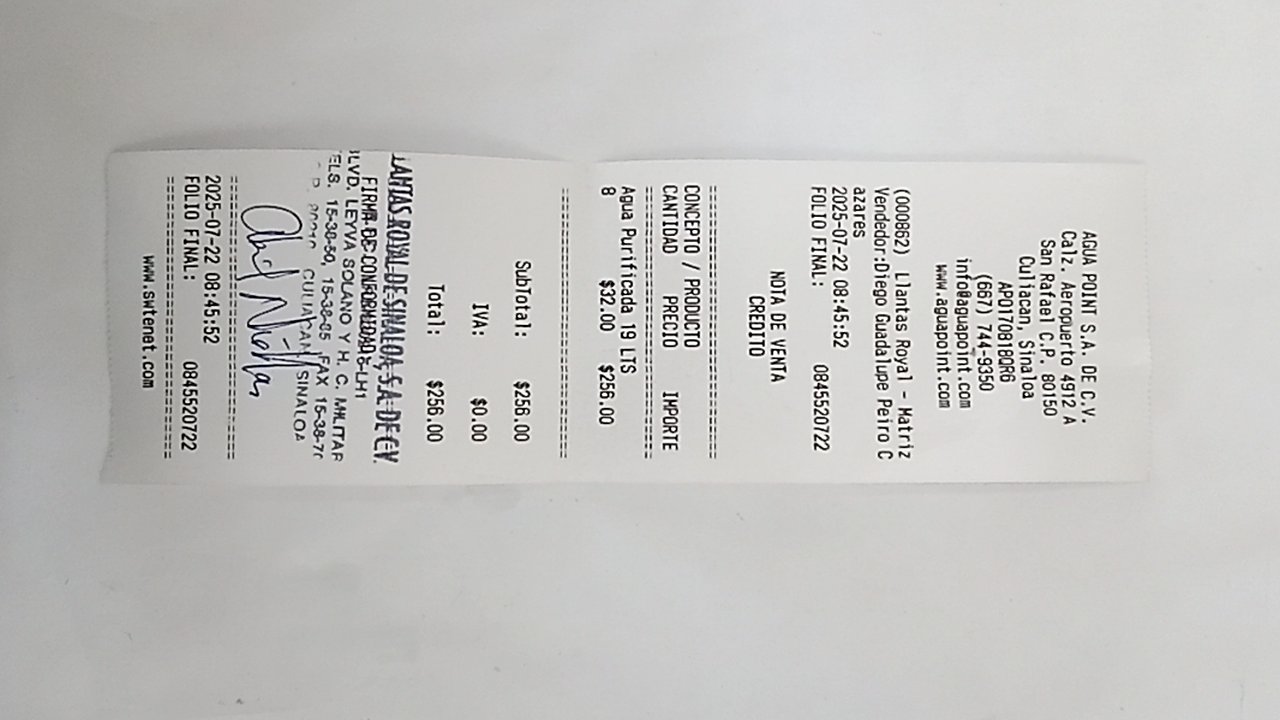 AGUA POINT S.A. DE C.V.
Calz. Aeropuerto 4912 A
San Rafael C.P. 80150
Culiacan, Sinaloa
APO170818QR6
(667) 744-9350
info@aguapoint.com
www.aguapoint.com
(000862) Llantas Royal - Matriz
Vendedor:Diego Guadalupe Peiro C
azares
2025-07-22 08:45:52 0845520722
FOLIO FINAL:
NOTA DE VENTA
CREDITO
CONCEPTO / PRODUCTO
CANTIDAD PRECIO IMPORTE
Agua Purificada 19 LTS
8 $32.00 $256.00
SubTotal: $256.00
IVA: $0.00
Total: $256.00
LANTAS ROYAL DE SINALOA, S.A. DE C.V.
FIRMA DE CONFORMIDAD
BLVD. LEYVA SOLANO Y H. C. MILITAR
TELS. 15-38-50, 15-38-85 FAX 15-38-7
CULIACAN SINALOA
2025-07-22 08:45:52
FOLIO FINAL: 0845520722
www.swtenet.com